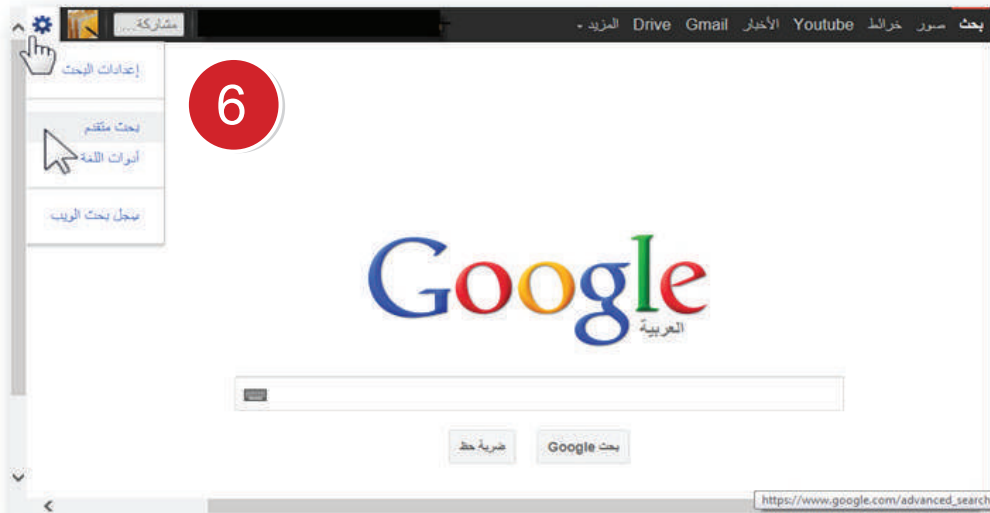 بحث صور خرائط Youtube الأخبار Gmail Drive المزيد
مشاركة...
إعدادات البحث
بحث متقدم
أدوات اللغة
سجل بحث الويب
6
Google
العربية
بحث Google
ضربة حظ
https://www.google.com/advanced_search